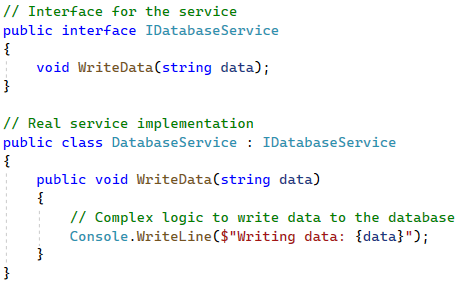 // Interface for the service
public interface IDatabaseService
{
    void WriteData(string data);
}

// Real service implementation
public class DatabaseService : IDatabaseService
{
    public void WriteData(string data)
    {
        // Complex logic to write data to the database
        Console.WriteLine($"Writing data: {data}");
    }
}